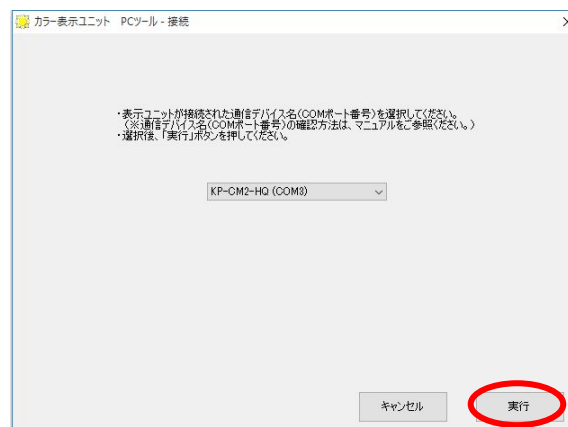 カラー表示ユニット PCツール - 接続
・表示ユニットが接続された通信デバイス名(COMポート番号)を選択してください。
(※通信デバイス名(COMポート番号)の確認方法は、マニュアルをご参照ください。)
・選択後、「実行」ボタンを押してください。
KP-CM2-HQ (COM3)
キャンセル
実行